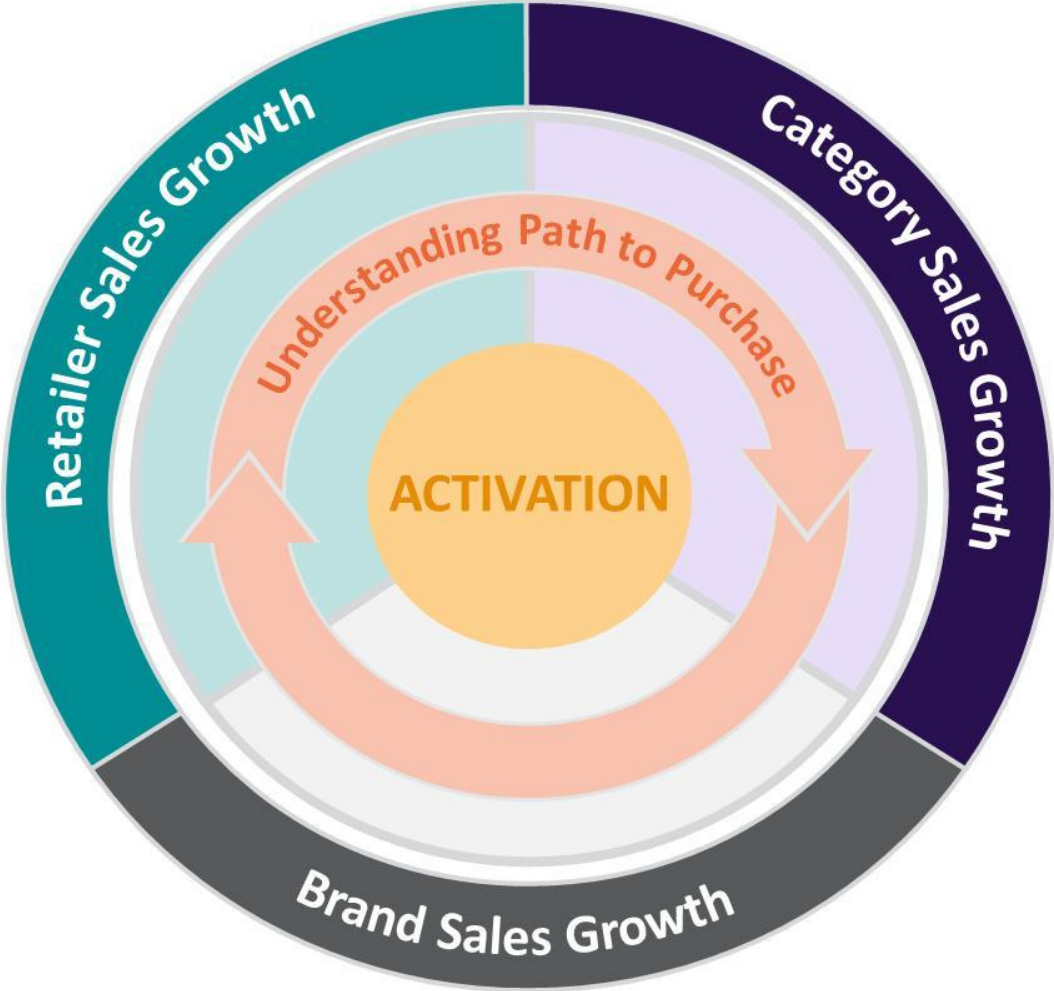 Retailer Sales Growth
Category Sales Growth
Understanding Path to Purchase
ACTIVATION
Brand Sales Growth